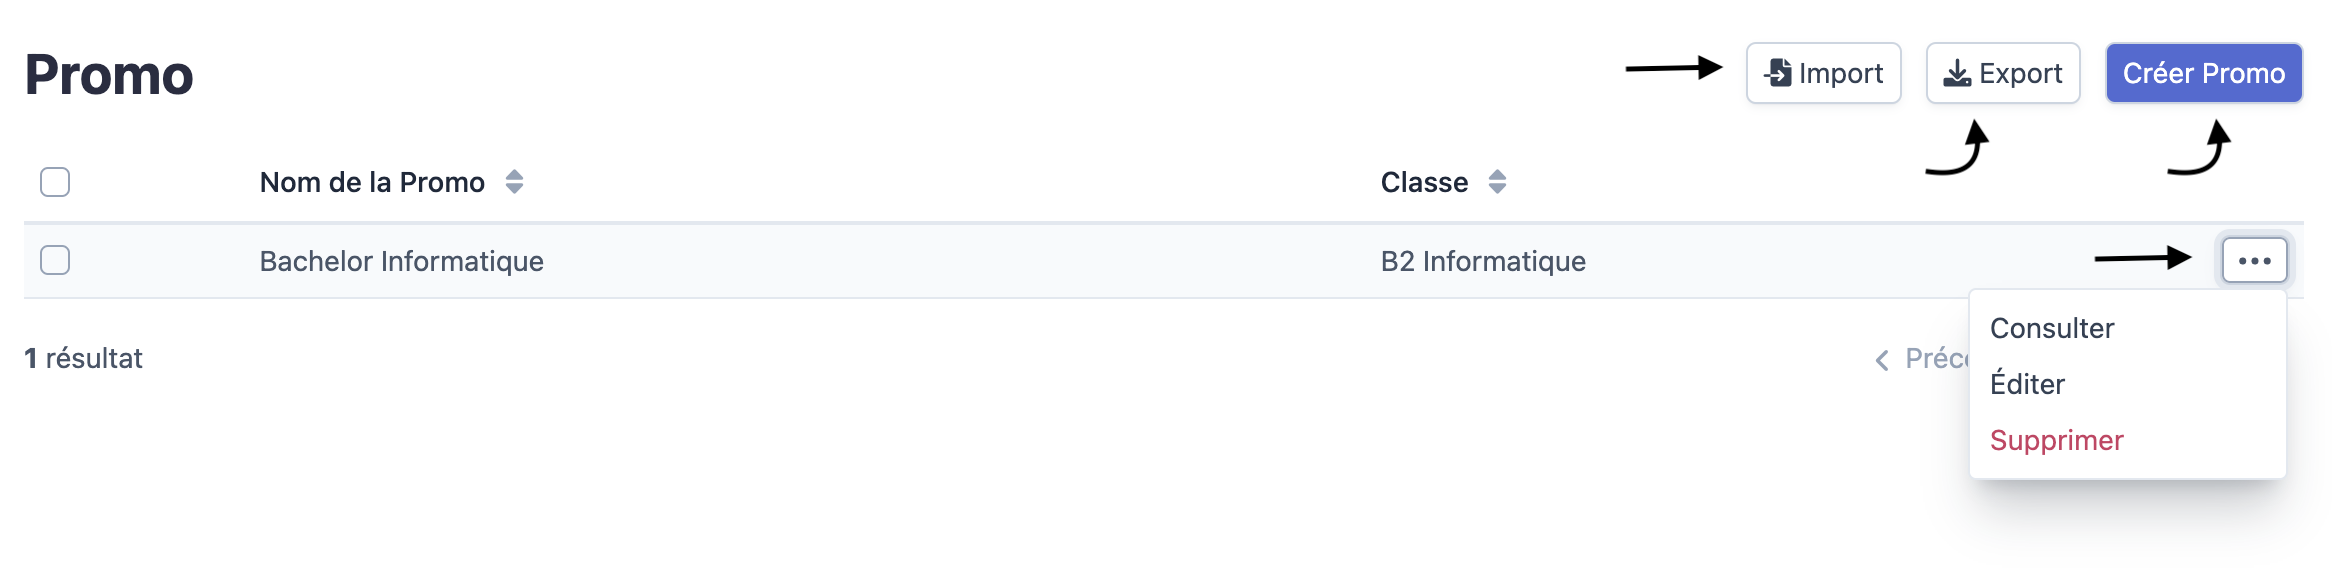 Promo
Import
Export
Créer Promo
Nom de la Promo
Classe
Bachelor Informatique
B2 Informatique
1 résultat
Consulter
Éditer
Supprimer